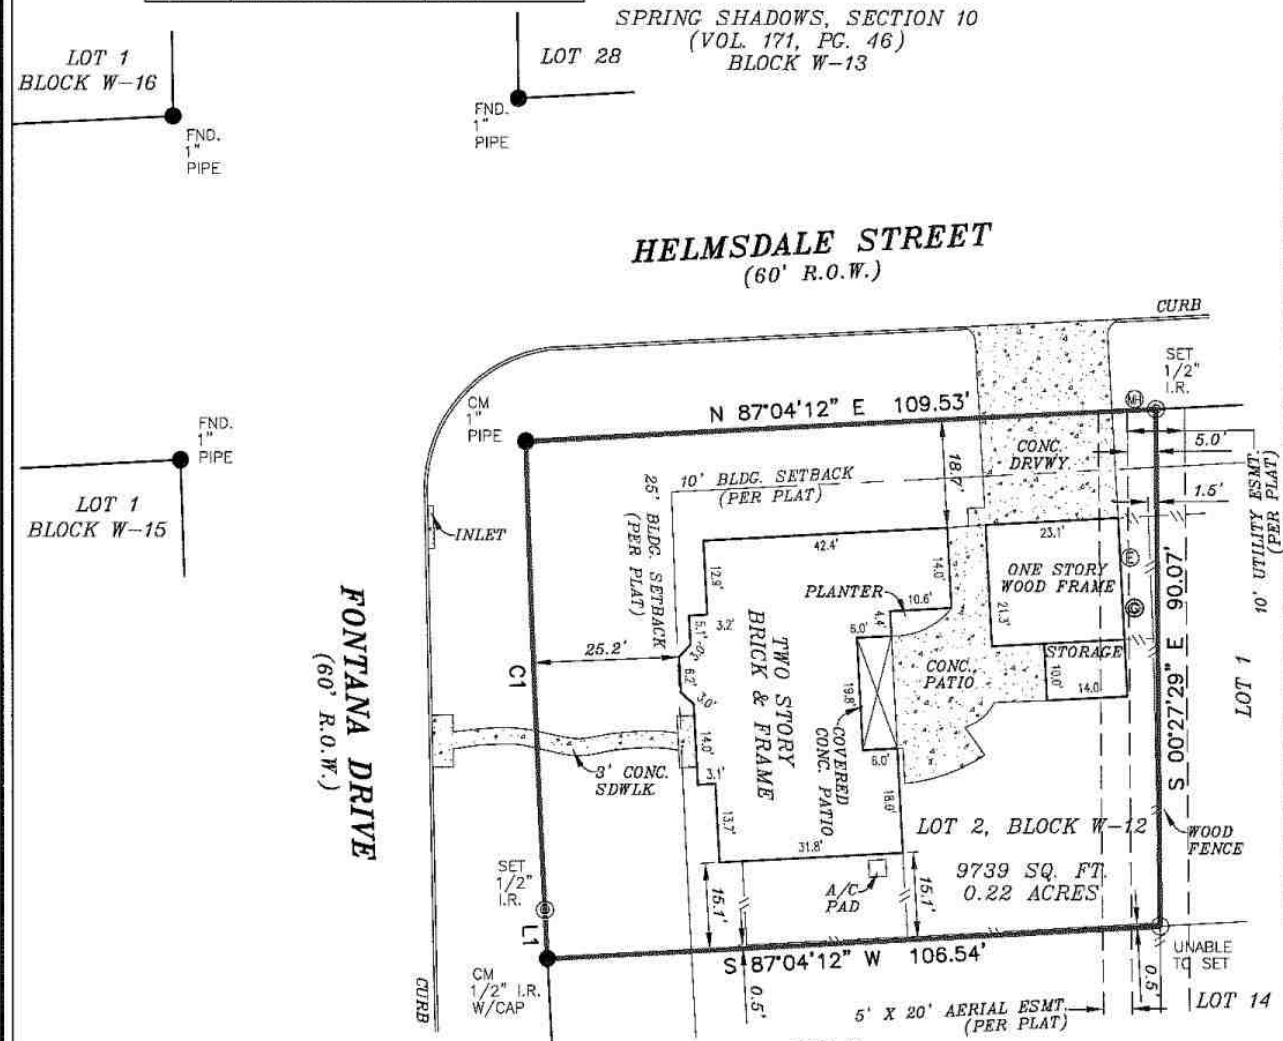 SPRING SHADOWS, SECTION 10
(VOL. 171, PG. 46)
BLOCK W-13
LOT 1
BLOCK W-16
LOT 28
FND.
1"
PIPE
FND.
1"
PIPE
HELMSDALE STREET
(60' R.O.W.)
CURB
SET
1/2"
I.R.
CM
1"
PIPE
N 87°04'12" E 109.53'
MH
5.0'
FND.
1"
PIPE
LOT 1
BLOCK W-15
INLET
25' BLDG. SETBACK
(PER PLAT)
10' BLDG. SETBACK
(PER PLAT)
18.7'
CONC.
DRVWY.
1.5'
10' UTILITY ESMT.
(PER PLAT)
42.4'
23.1'
12.9'
14.0'
ONE STORY
WOOD FRAME
21.3'
PLANTER
10.6'
4.4'
6.0'
3.2'
5.1'
3.0'
6.2'
3.0'
25.2'
TWO STORY
BRICK & FRAME
CONC.
PATIO
STORAGE
10.0'
14.0'
19.8'
COVERED
CONC. PATIO
6.0'
14.0'
3.1'
13.7'
18.0'
31.8'
C1
FONTANA DRIVE
(60' R.O.W.)
3' CONC.
SDWLK
S 00°27'29" E 90.07'
LOT 1
LOT 2, BLOCK W-12
9739 SQ. FT.
0.22 ACRES
WOOD
FENCE
SET
1/2"
I.R.
L1
15.1'
A/C
PAD
15.1'
CM
1/2" I.R.
W/CAP
CURB
S 87°04'12" W 106.54'
0.5'
0.5'
UNABLE
TO SET
5' X 20' AERIAL ESMT.
(PER PLAT)
LOT 14